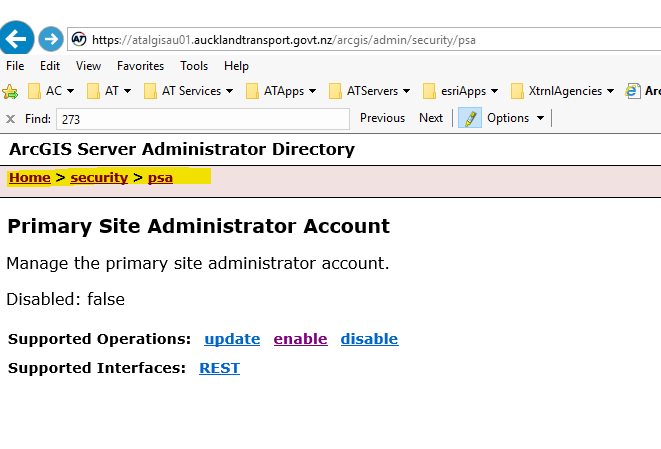 https://atalgisau01.aucklandtransport.govt.nz/arcgis/admin/security/psa
File Edit View Favorites Tools Help
AC AT AT Services ATApps ATServers esriApps XtrnlAgencies Arc
x Find: 273 Previous Next Options
ArcGIS Server Administrator Directory
Home > security > psa
Primary Site Administrator Account
Manage the primary site administrator account.
Disabled: false
Supported Operations: update enable disable
Supported Interfaces: REST